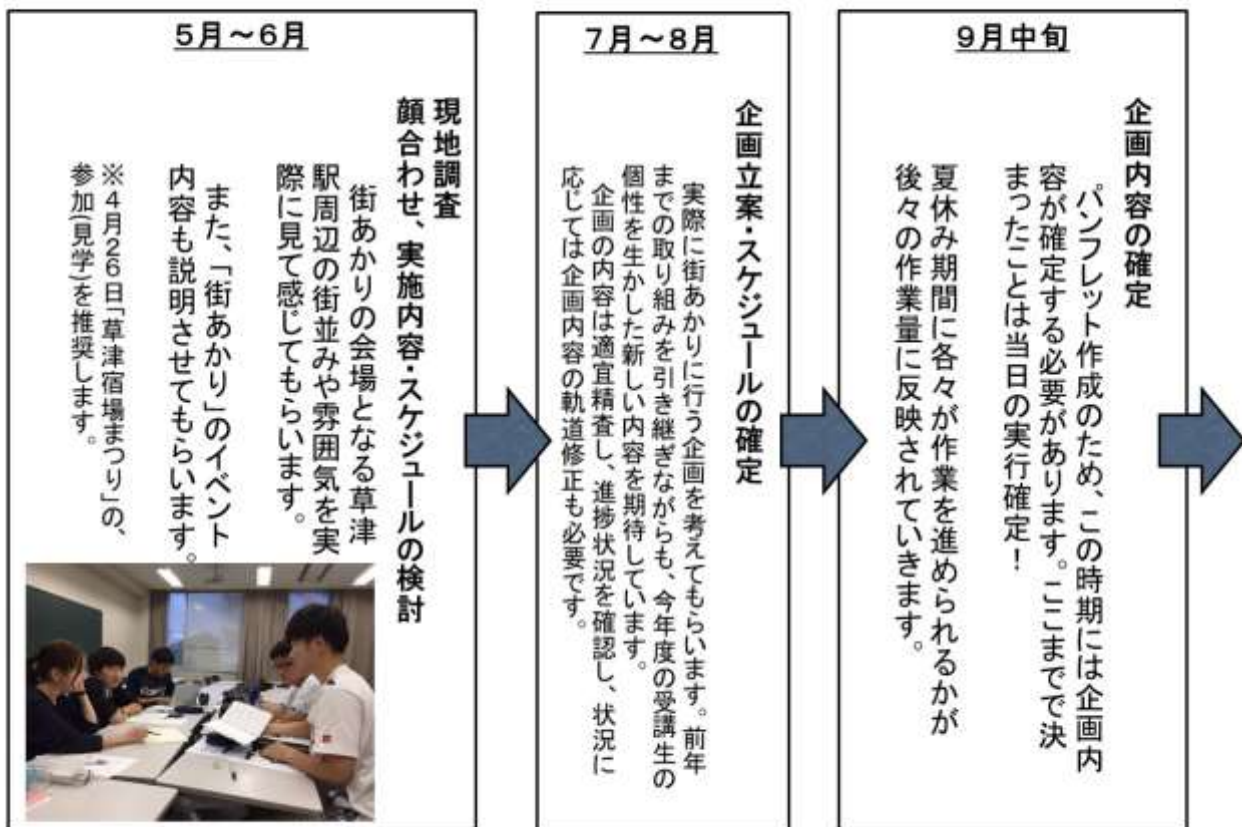 5月～6月
現地調査
顔合わせ、実施内容・スケジュールの検討
街あかりの会場となる草津
駅周辺の街並みや雰囲気を実
際に見て感じてもらいます。
また、「街あかり」のイベント
内容も説明させてもらいます。
※4月26日「草津宿場まつり」の、
参加(見学)を推奨します。
7月～8月
企画立案・スケジュールの確定
実際に街あかりに行う企画を考えてもらいます。前年
までの取り組みを引き継ぎながらも、今年度の受講生の
個性を生かした新しい内容を期待しています。
企画の内容は適宜精査し、進捗状況を確認し、状況に
応じては企画内容の軌道修正も必要です。
9月中旬
企画内容の確定
パンフレット作成のため、この時期には企画内
容が確定する必要があります。ここまでで決
まったことは当日の実行確定！
夏休み期間に各々が作業を進められるかが
後々の作業量に反映されていきます。